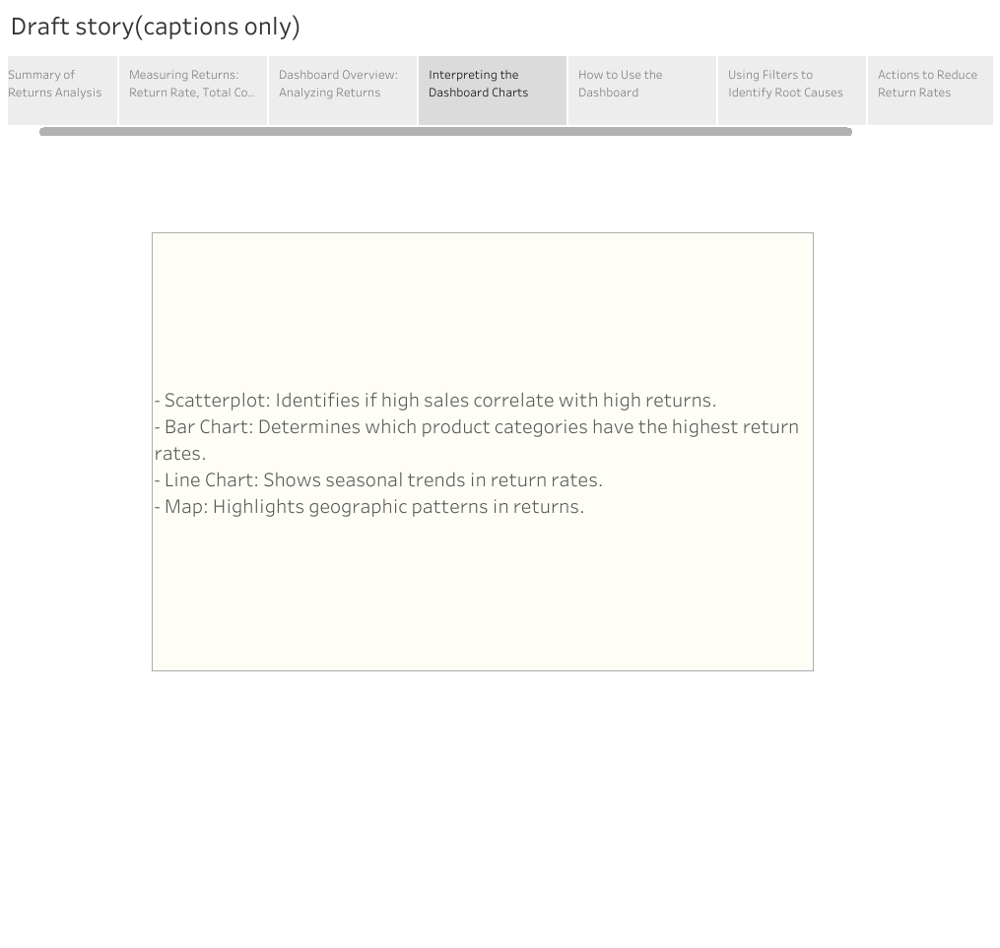 Draft story(captions only)
Summary of
Returns Analysis
Measuring Returns:
Return Rate, Total Co..
Dashboard Overview:
Analyzing Returns
Interpreting the
Dashboard Charts
How to Use the
Dashboard
Using Filters to
Identify Root Causes
Actions to Reduce
Return Rates
- Scatterplot: Identifies if high sales correlate with high returns.
- Bar Chart: Determines which product categories have the highest return
rates.
- Line Chart: Shows seasonal trends in return rates.
- Map: Highlights geographic patterns in returns.